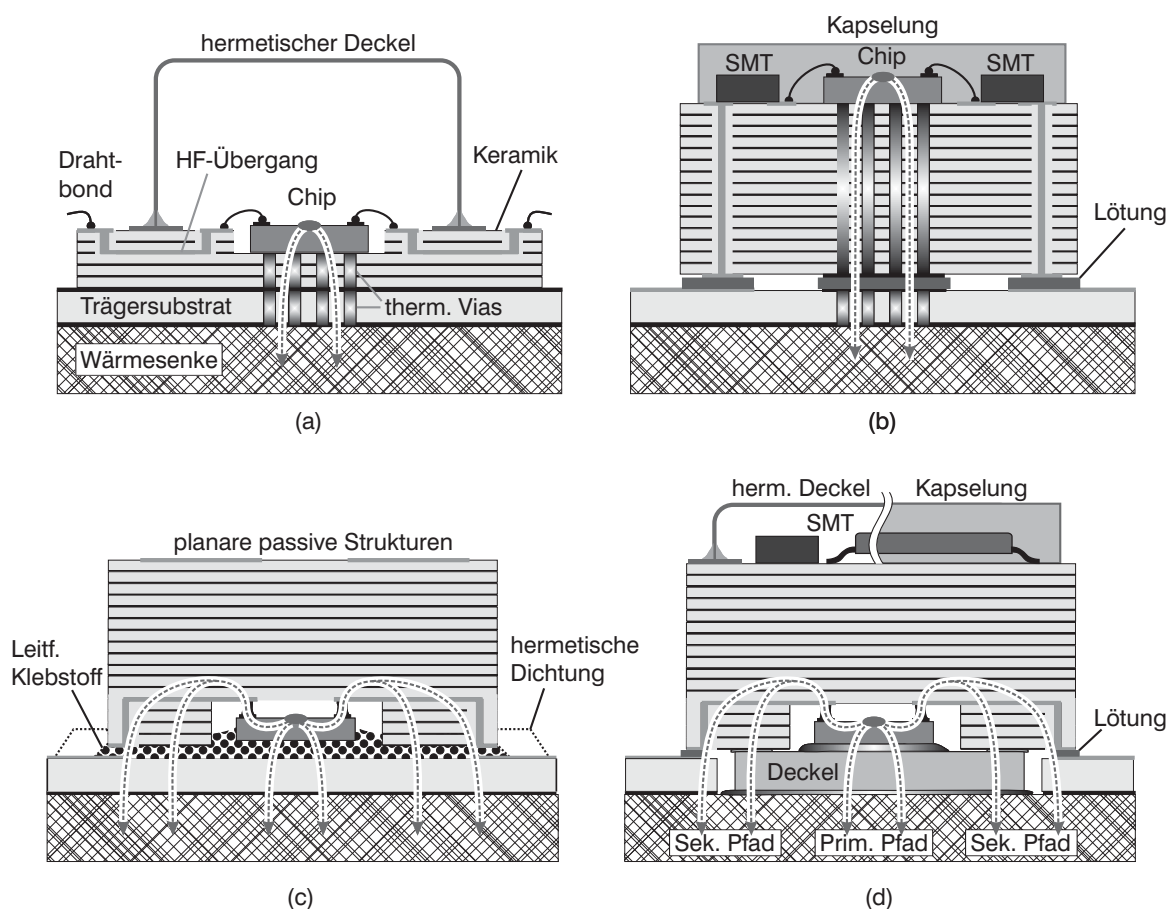 hermetischer Deckel
Draht-
bond
HF-Übergang
Chip
Keramik
Trägersubstrat
therm. Vias
Wärmesenke
(a)
Kapselung
SMT
Chip
SMT
Lötung
(b)
planare passive Strukturen
Leitf.
Klebstoff
hermetische
Dichtung
(c)
herm. Deckel
Kapselung
SMT
Lötung
Deckel
Sek. Pfad
Prim. Pfad
Sek. Pfad
(d)